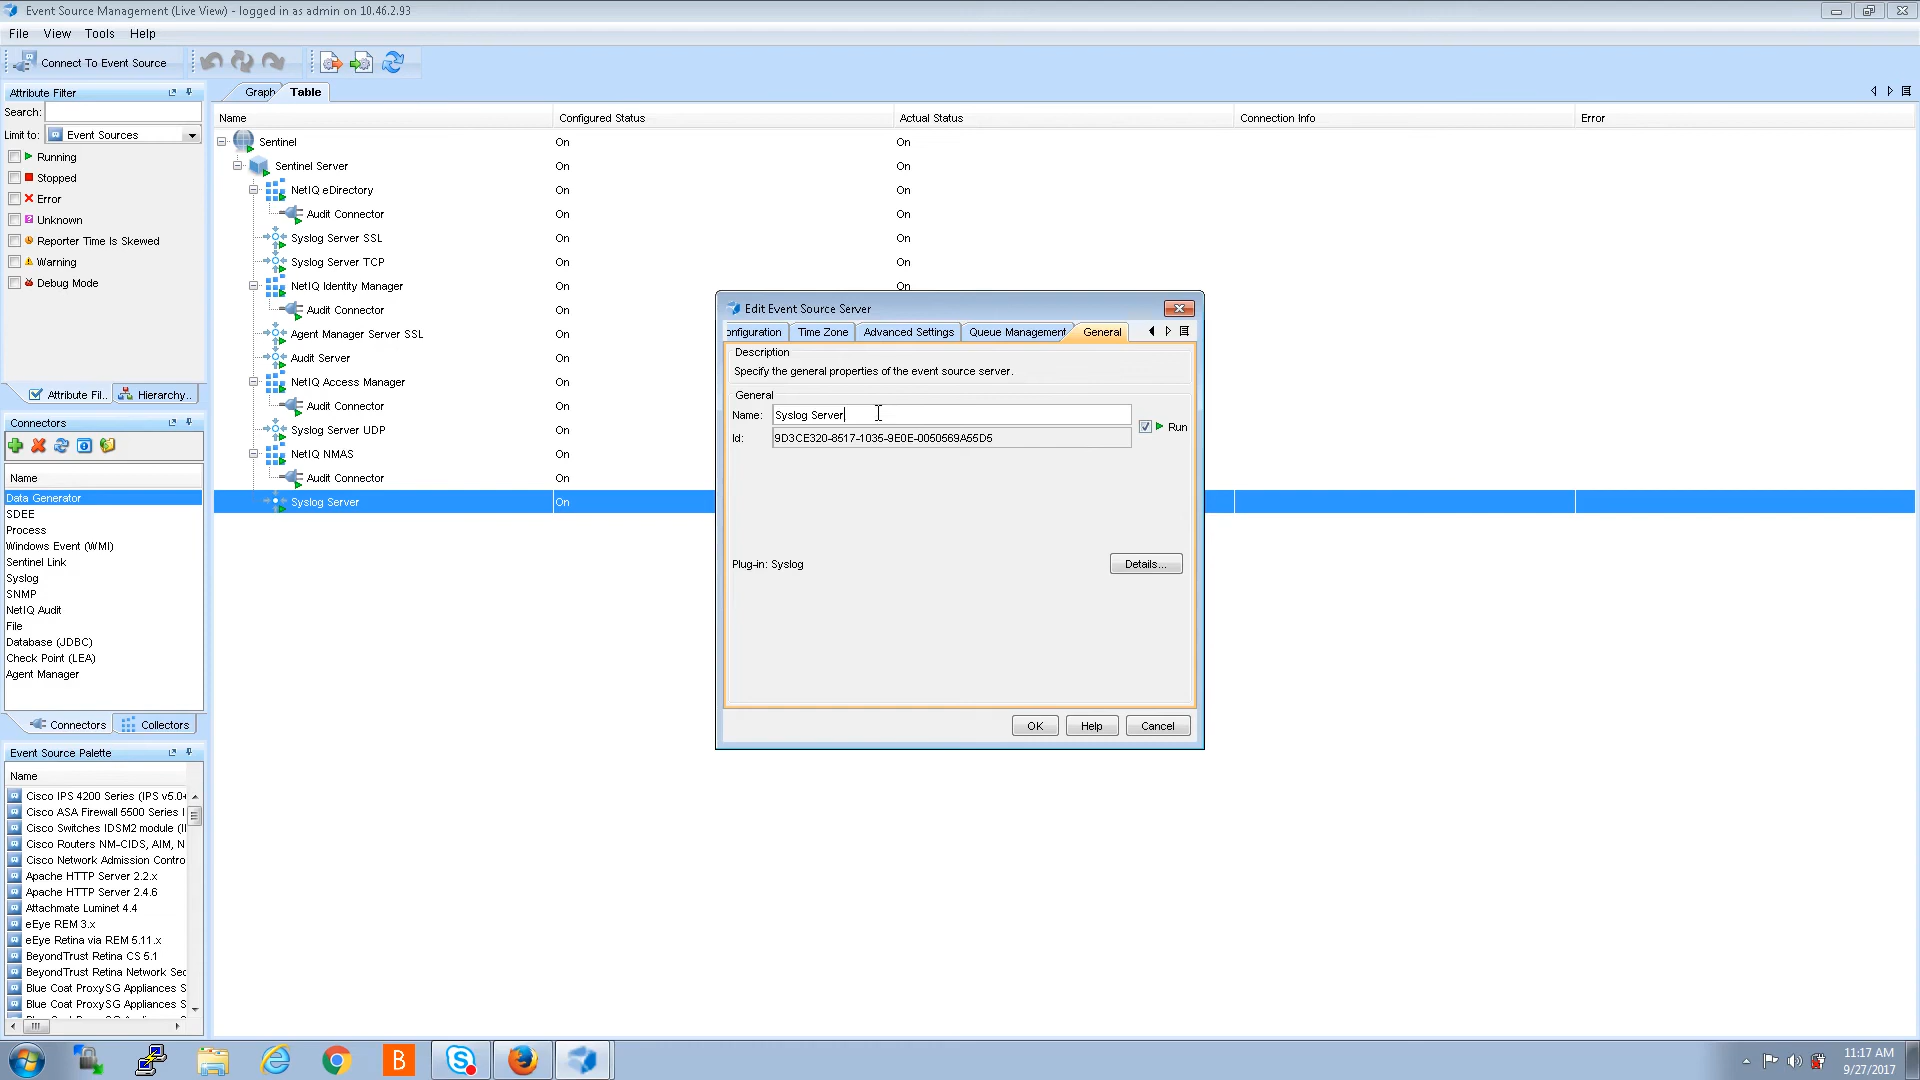 Event Source Management (Live View) - logged in as admin on 10.46.2.93
File View Tools Help
Connect To Event Source
Attribute Filter
Search:
Limit to: Event Sources
Running
Stopped
Error
Unknown
Reporter Time Is Skewed
Warning
Debug Mode
Attribute Fil.. Hierarchy..
Connectors
Name
Data Generator
SDEE
Process
Windows Event (WMI)
Sentinel Link
Syslog
SNMP
NetIQ Audit
File
Database (JDBC)
Check Point (LEA)
Agent Manager
Connectors Collectors
Event Source Palette
Name
Cisco IPS 4200 Series (IPS v5.0+
Cisco ASA Firewall 5500 Series I
Cisco Switches IDSM2 module (I
Cisco Routers NM-CIDS, AIM, N
Cisco Network Admission Contro
Apache HTTP Server 2.2.x
Apache HTTP Server 2.4.6
Attachmate Luminet 4.4
eEye REM 3.x
eEye Retina via REM 5.11.x
BeyondTrust Retina CS 5.1
BeyondTrust Retina Network Sec
Blue Coat ProxySG Appliances S
Blue Coat ProxySG Appliances S
Graph Table
Name Configured Status Actual Status Connection Info Error
Sentinel On On
Sentinel Server On On
NetIQ eDirectory On On
Audit Connector On On
Syslog Server SSL On On
Syslog Server TCP On On
NetIQ Identity Manager On On
Audit Connector On
Agent Manager Server SSL On
Audit Server On
NetIQ Access Manager On
Audit Connector On
Syslog Server UDP On
NetIQ NMAS On
Audit Connector On
Syslog Server On
Edit Event Source Server
onfiguration Time Zone Advanced Settings Queue Management General
Description
Specify the general properties of the event source server.
General
Name: Syslog Server
Run
Id: 9D3CE320-8517-1035-9E0E-0050569A55D5
Plug-in: Syslog Details...
OK Help Cancel
11:17 AM
9/27/2017